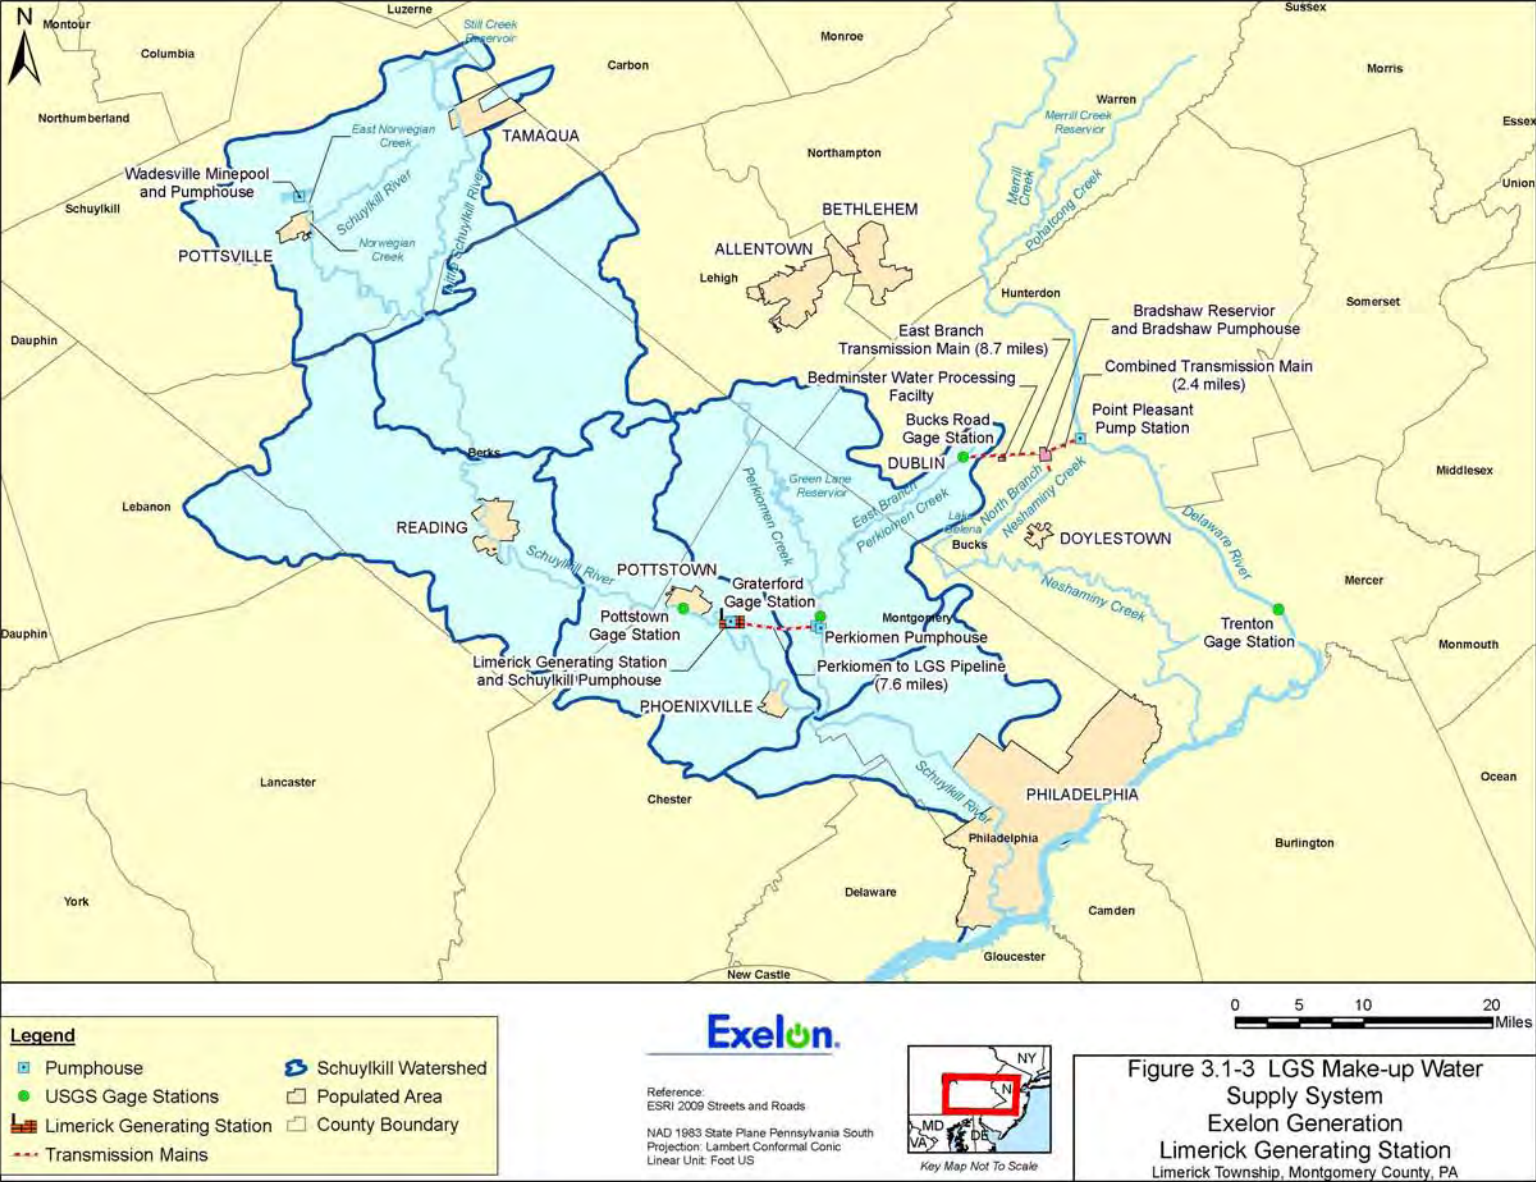 N
Montour
Luzerne
Sussex
Still Creek
Reservoir
Columbia
Monroe
Carbon
Morris
Warren
Northumberland
Merrill Creek
Reservior
Essex
East Norwegian
Creek
TAMAQUA
Northampton
Wadesville Minepool
and Pumphouse
Schuylkill River
Little Schuylkill River
Merrill
Creek
Pohatcong Creek
Union
Schuylkill
BETHLEHEM
Norwegian
Creek
POTTSVILLE
ALLENTOWN
Lehigh
Hunterdon
Somerset
Bradshaw Reservior
and Bradshaw Pumphouse
East Branch
Transmission Main (8.7 miles)
Dauphin
Combined Transmission Main
(2.4 miles)
Bedminster Water Processing
Facilty
Point Pleasant
Pump Station
Bucks Road
Gage Station
Berks
DUBLIN
Middlesex
Green Lane
Reservior
Perkiomen Creek
East Branch
Perkiomen Creek
North Branch
Neshaminy Creek
Lebanon
READING
Lake
Galena
Bucks
DOYLESTOWN
Delaware River
Schuylkill River
POTTSTOWN
Mercer
Graterford
Gage Station
Neshaminy Creek
Dauphin
Pottstown
Gage Station
Montgomery
Perkiomen Pumphouse
Trenton
Gage Station
Monmouth
Limerick Generating Station
and Schuylkill Pumphouse
Perkiomen to LGS Pipeline
(7.6 miles)
PHOENIXVILLE
Lancaster
Schuylkill River
Ocean
Chester
PHILADELPHIA
Philadelphia
Burlington
York
Delaware
Camden
Gloucester
New Castle
0 5 10 20
Miles
Legend
Pumphouse
USGS Gage Stations
Limerick Generating Station
Transmission Mains
Schuylkill Watershed
Populated Area
County Boundary
Exelon.
Reference:
ESRI 2009 Streets and Roads
NAD 1983 State Plane Pennsylvania South
Projection: Lambert Conformal Conic
Linear Unit: Foot US
NY
N
MD
VA
DE
Key Map Not To Scale
Figure 3.1-3 LGS Make-up Water
Supply System
Exelon Generation
Limerick Generating Station
Limerick Township, Montgomery County, PA